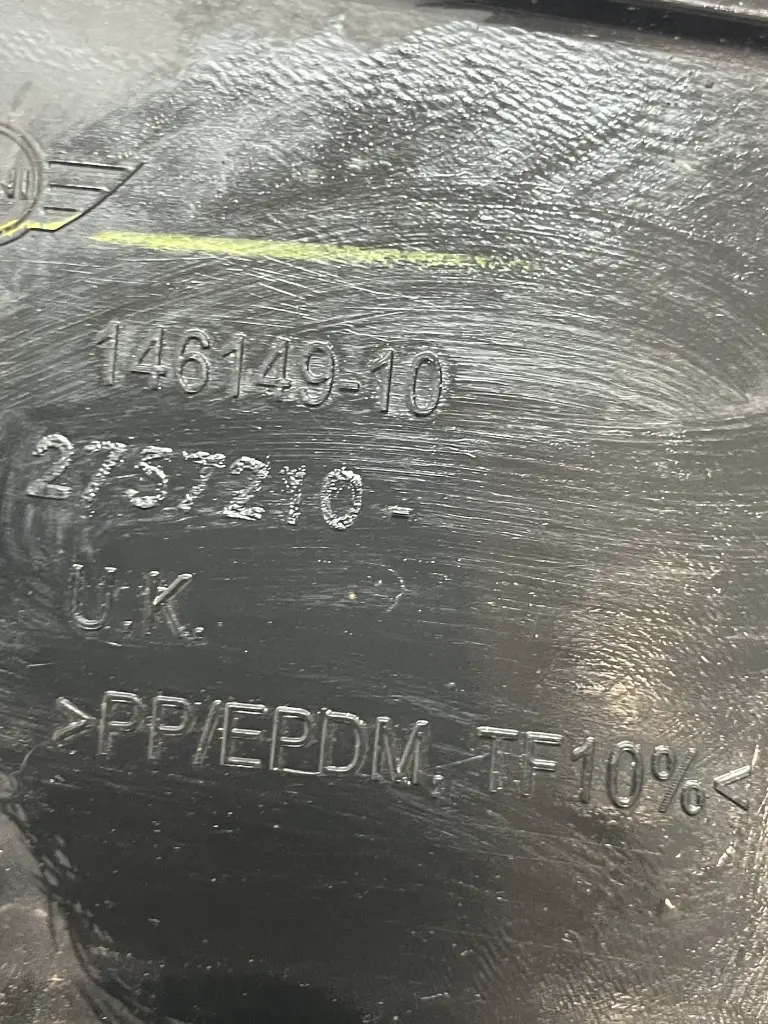 146149-10
2757210-
U.K.
>PP/EPDM, TF10%<